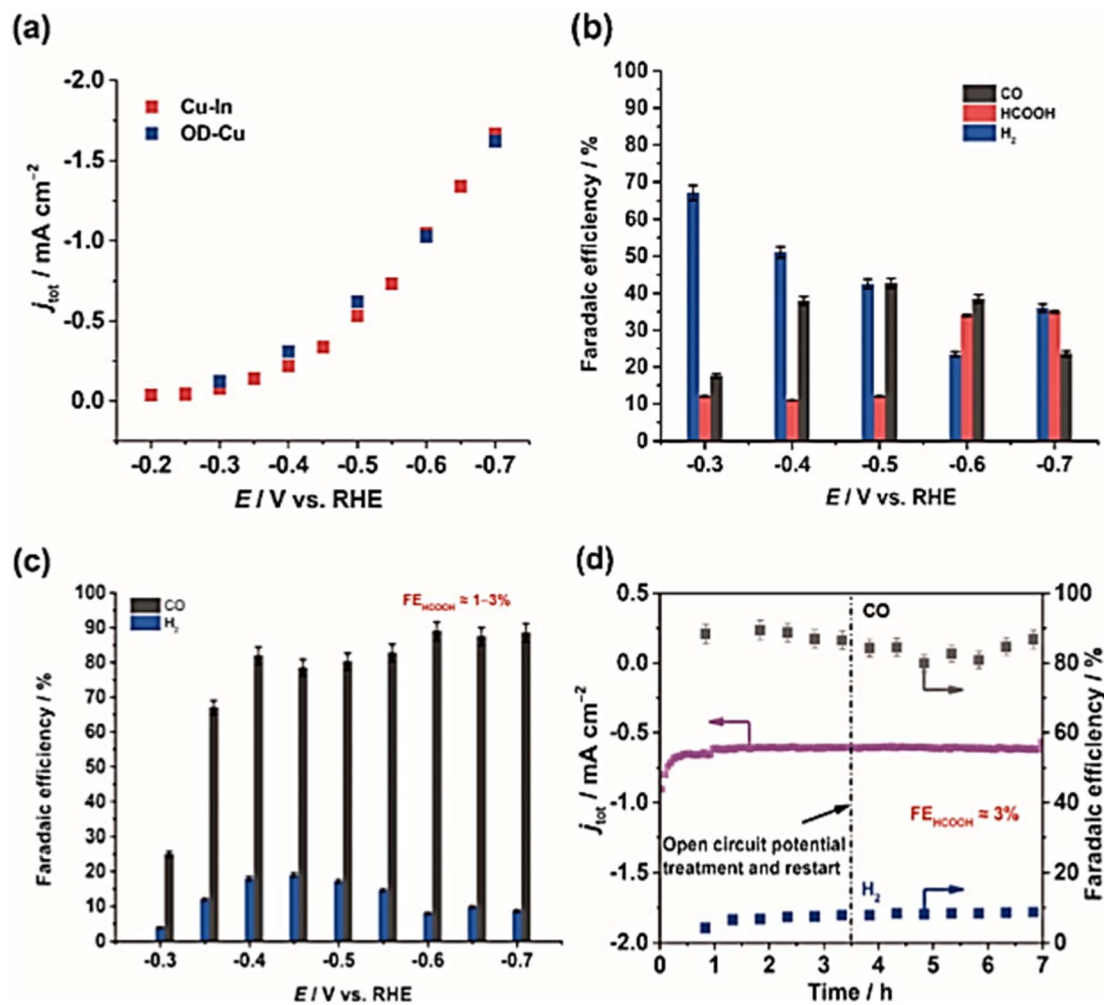 (a)
-2.0
-1.5
-1.0
-0.5
0.0
j_tot / mA cm⁻²
Cu-In
OD-Cu
-0.2 -0.3 -0.4 -0.5 -0.6 -0.7
E / V vs. RHE
(b)
100
90
80
70
60
50
40
30
20
10
0
Faradaic efficiency / %
CO
HCOOH
H₂
-0.3 -0.4 -0.5 -0.6 -0.7
E / V vs. RHE
(c)
100
90
80
70
60
50
40
30
20
10
0
Faradaic efficiency / %
CO
H₂
FE_HCOOH ≈ 1–3%
-0.3 -0.4 -0.5 -0.6 -0.7
E / V vs. RHE
(d)
0.5
0.0
-0.5
-1.0
-1.5
-2.0
j_tot / mA cm⁻²
CO
FE_HCOOH ≈ 3%
Open circuit potential
treatment and restart
H₂
100
80
60
40
20
0
Faradaic efficiency / %
0 1 2 3 4 5 6 7
Time / h